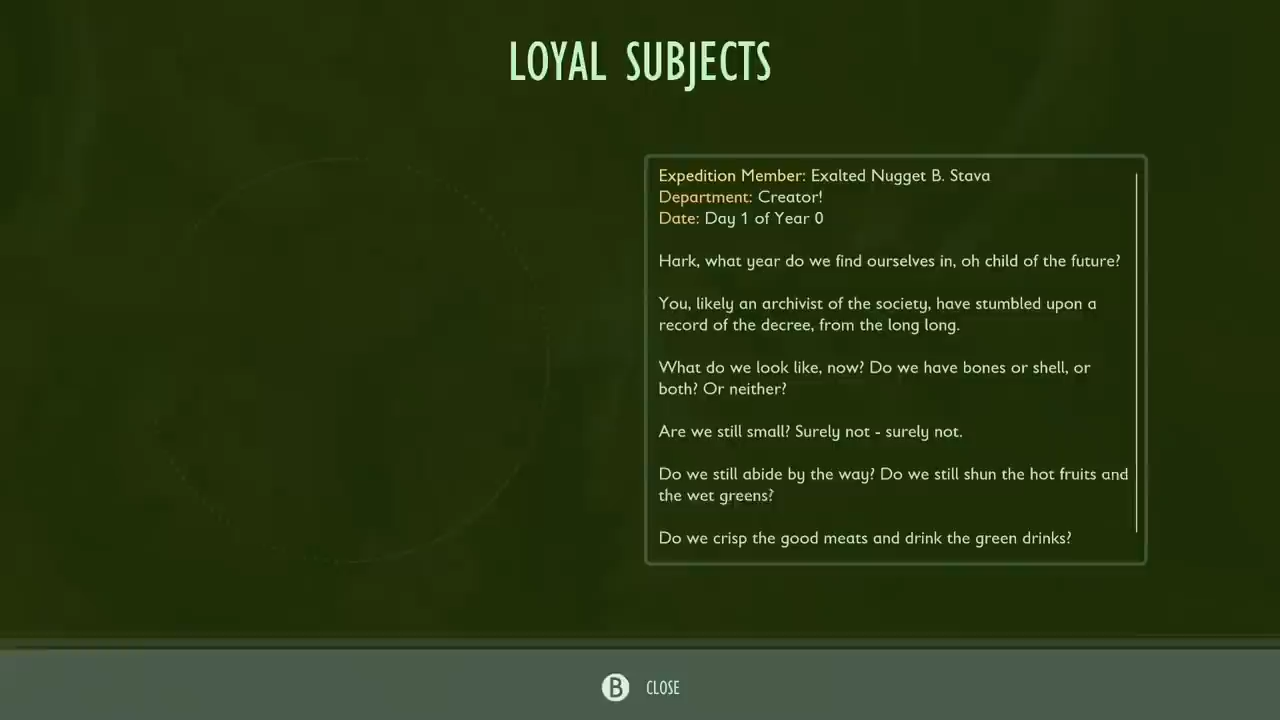 LOYAL SUBJECTS
Expedition Member: Exalted Nugget B. Stava
Department: Creator!
Date: Day 1 of Year 0
Hark, what year do we find ourselves in, oh child of the future?
You, likely an archivist of the society, have stumbled upon a
record of the decree, from the long long.
What do we look like, now? Do we have bones or shell, or
both? Or neither?
Are we still small? Surely not - surely not.
Do we still abide by the way? Do we still shun the hot fruits and
the wet greens?
Do we crisp the good meats and drink the green drinks?
B CLOSE